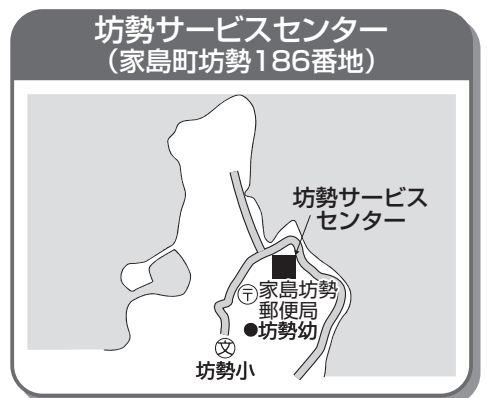 坊勢サービスセンター
（家島町坊勢186番地）
坊勢サービス
センター
〒家島坊勢
郵便局
●坊勢幼
文
坊勢小